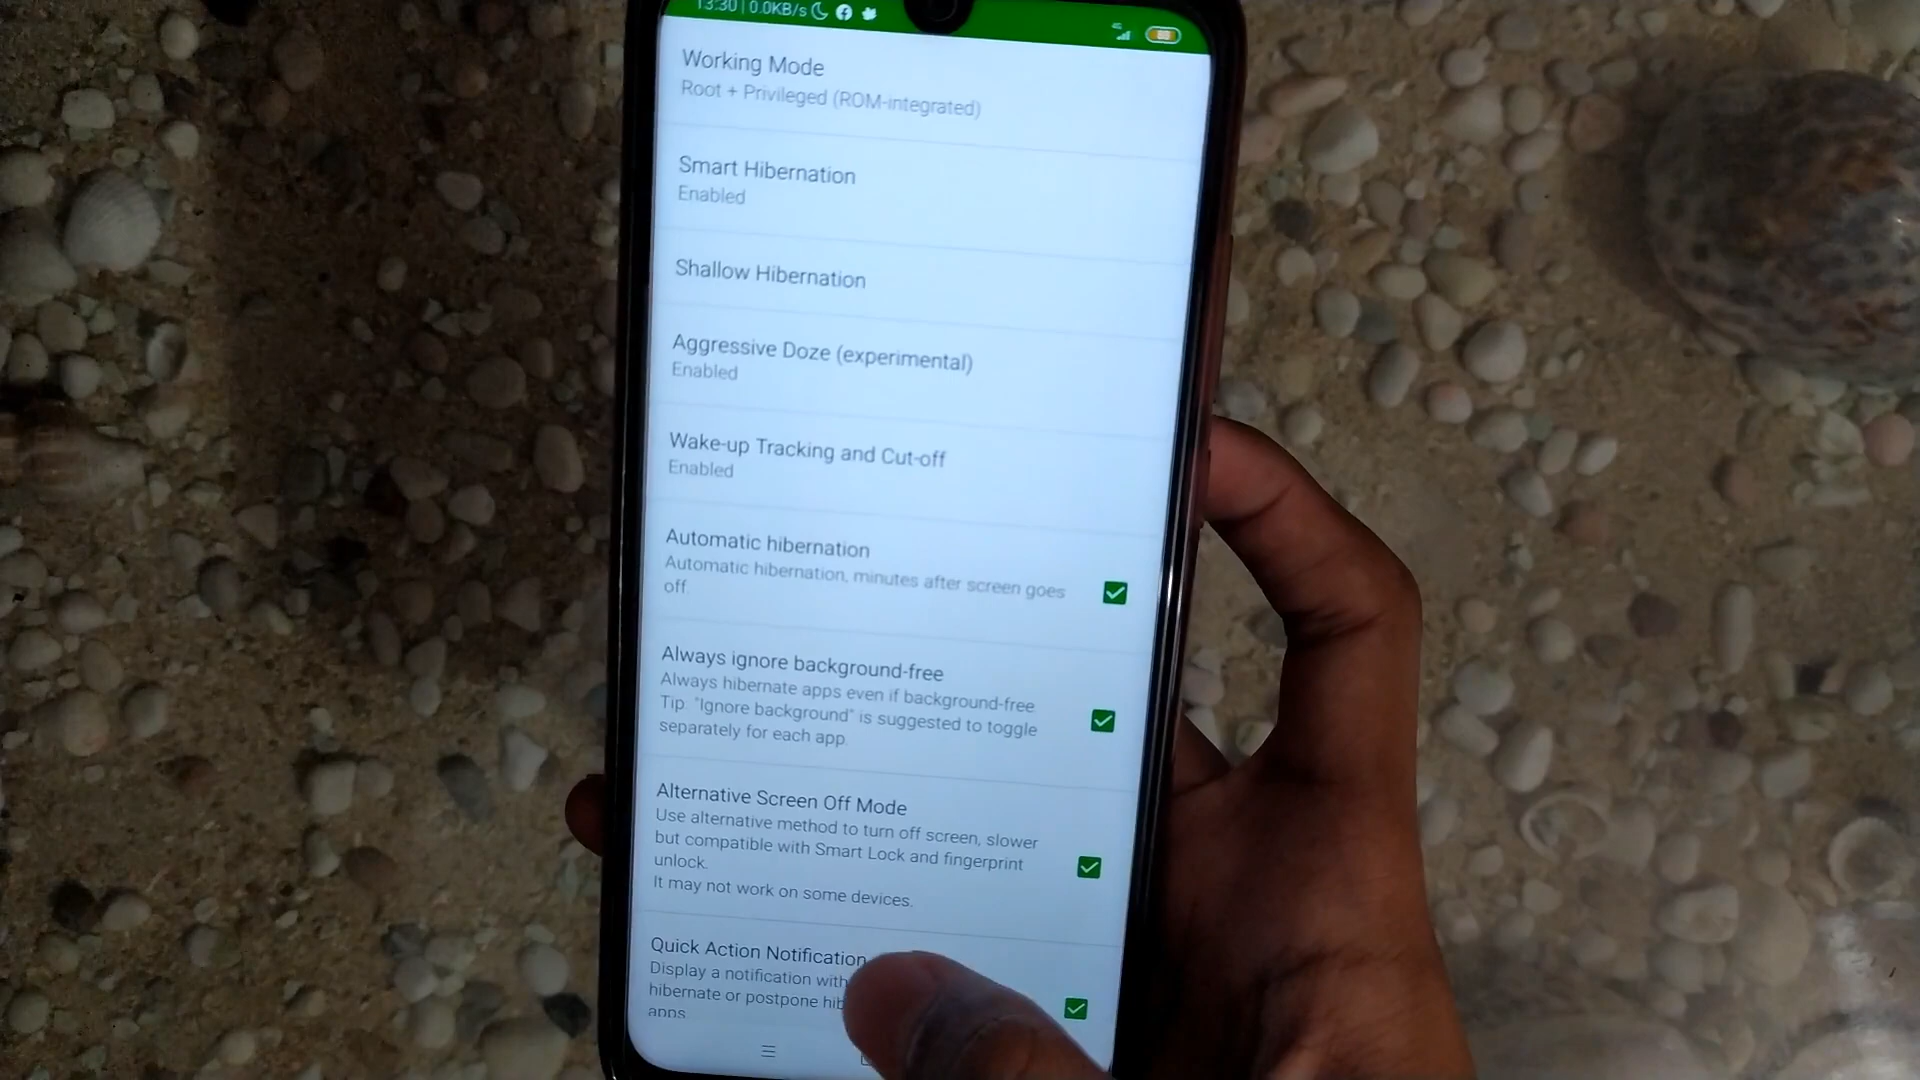 13:30 | 0.0KB/s
4G
Working Mode
Root + Privileged (ROM-integrated)
Smart Hibernation
Enabled
Shallow Hibernation
Aggressive Doze (experimental)
Enabled
Wake-up Tracking and Cut-off
Enabled
Automatic hibernation
Automatic hibernation, minutes after screen goes
off.
Always ignore background-free
Always hibernate apps even if background-free
Tip: "Ignore background" is suggested to toggle
separately for each app.
Alternative Screen Off Mode
Use alternative method to turn off screen, slower
but compatible with Smart Lock and fingerprint
unlock.
It may not work on some devices.
Quick Action Notification
Display a notification with
hibernate or postpone hib
apps